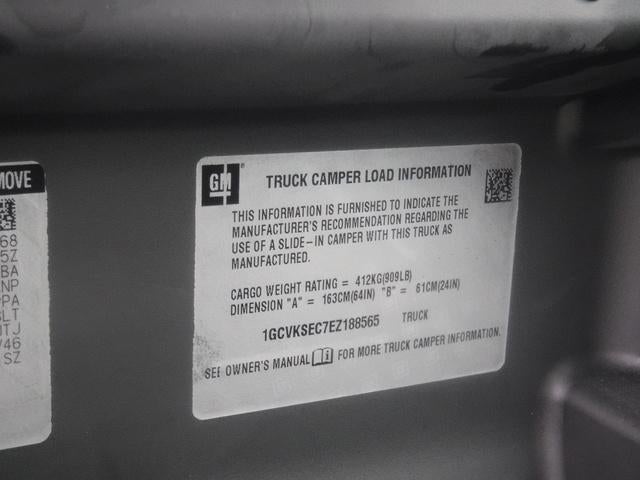 MOVE
68
5Z
BA
NP
PA
LT
TJ
46
SZ
GM
TRUCK CAMPER LOAD INFORMATION
THIS INFORMATION IS FURNISHED TO INDICATE THE
MANUFACTURER'S RECOMMENDATION REGARDING THE
USE OF A SLIDE-IN CAMPER WITH THIS TRUCK AS
MANUFACTURED.
CARGO WEIGHT RATING = 412KG(909LB)
DIMENSION "A" = 163CM(64IN) "B" = 61CM(24IN)
1GCVKSEC7EZ188565 TRUCK
SEE OWNER'S MANUAL FOR MORE TRUCK CAMPER INFORMATION.